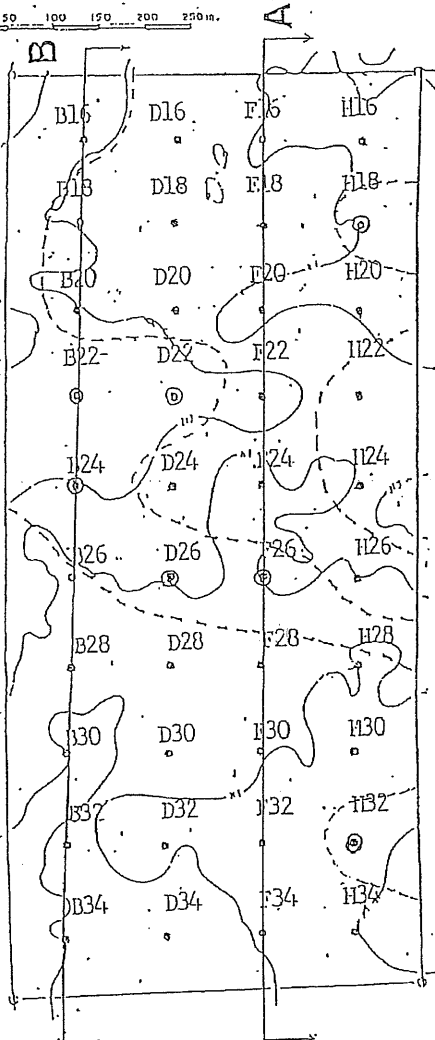 50 100 150 200 250 m.
B
A
B16 D16 F16 H16
B18 D18 F18 H18
B20 D20 F20 H20
B22 D22 F22 H22
B24 D24 F24 H24
B26 D26 F26 H26
B28 D28 F28 H28
B30 D30 F30 H30
B32 D32 F32 H32
B34 D34 F34 H34